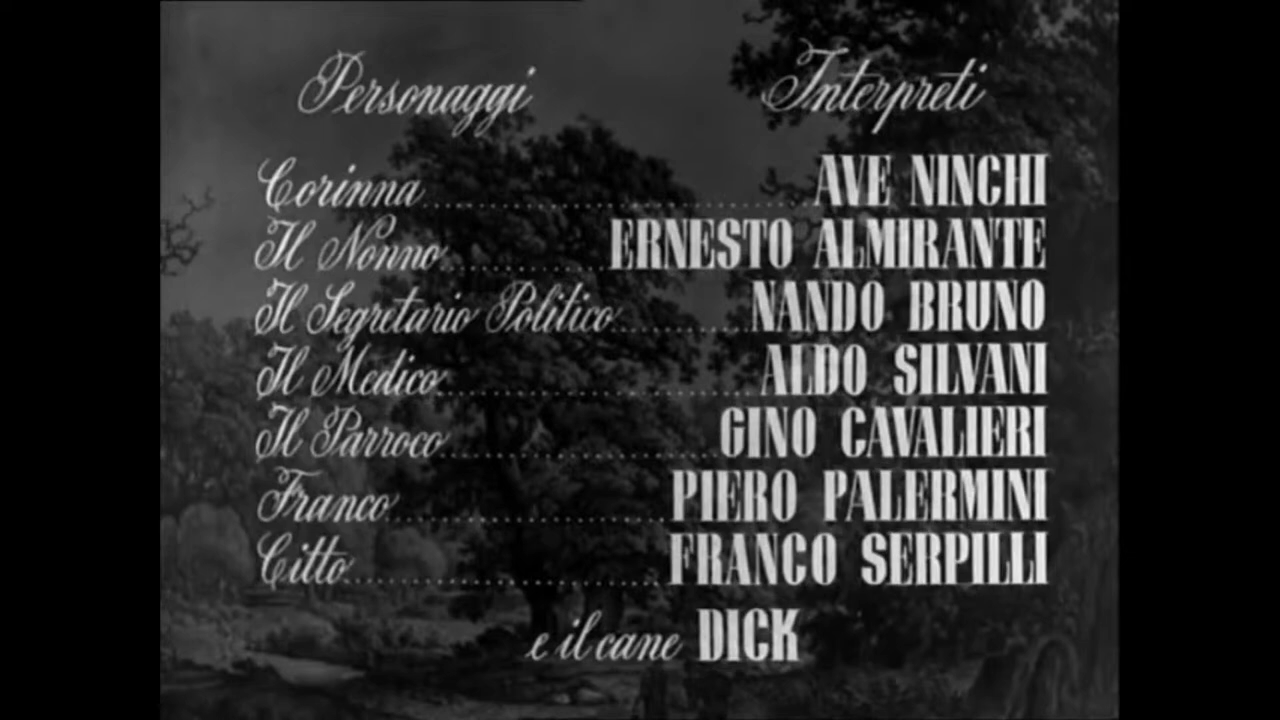 Personaggi Interpreti
Corinna AVE NINCHI
Il Nonno ERNESTO ALMIRANTE
Il Segretario Politico NANDO BRUNO
Il Medico ALDO SILVANI
Il Parroco GINO CAVALIERI
Franco PIERO PALERMINI
Citto FRANCO SERPILLI
e il cane DICK